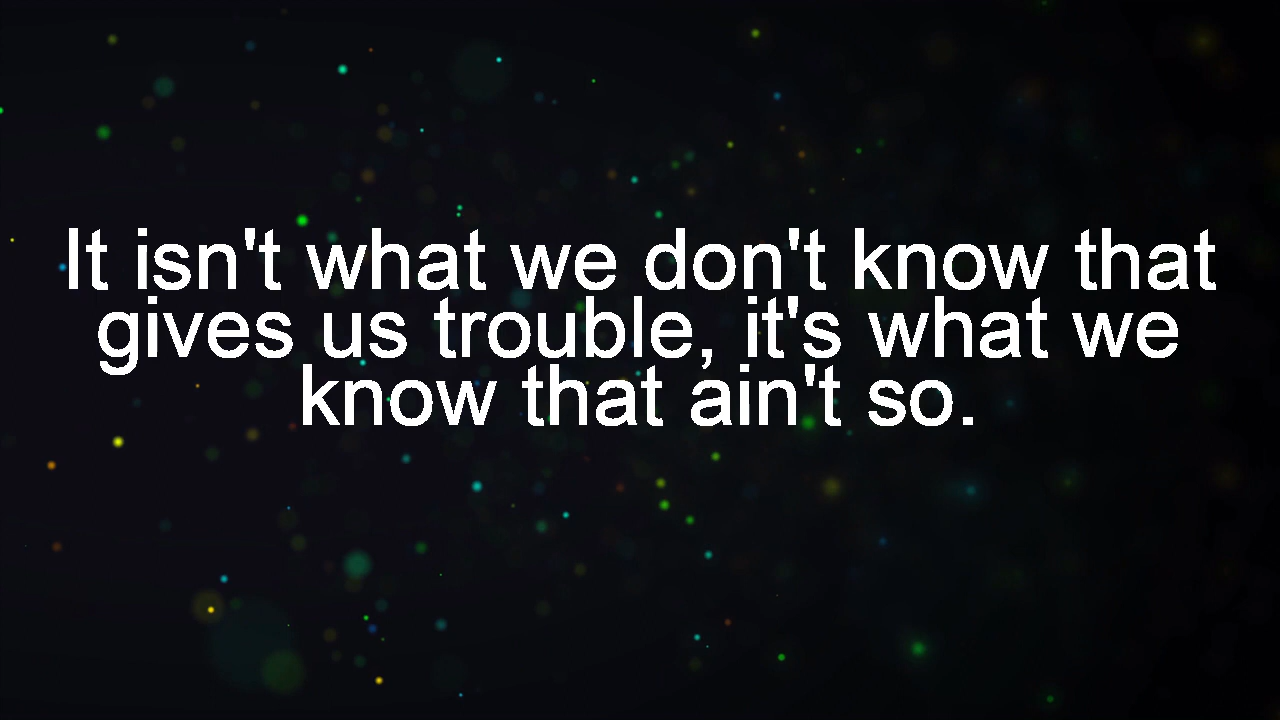 It isn't what we don't know that
gives us trouble, it's what we
know that ain't so.